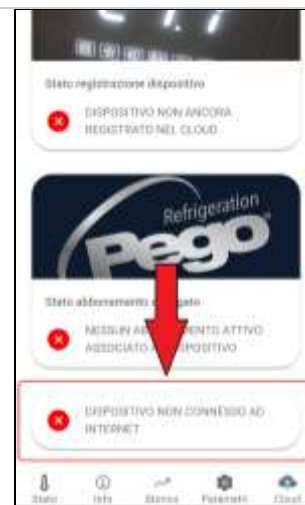 Stato registrazione dispositivo
DISPOSITIVO NON ANCORA
REGISTRATO NEL CLOUD
Refrigeration
Pego
Stato abbonamento
NESSUN ATTIVO
ASSOCIATO
DISPOSITIVO NON CONNESSO AD
INTERNET
Stato Info Storico Parametri Cloud